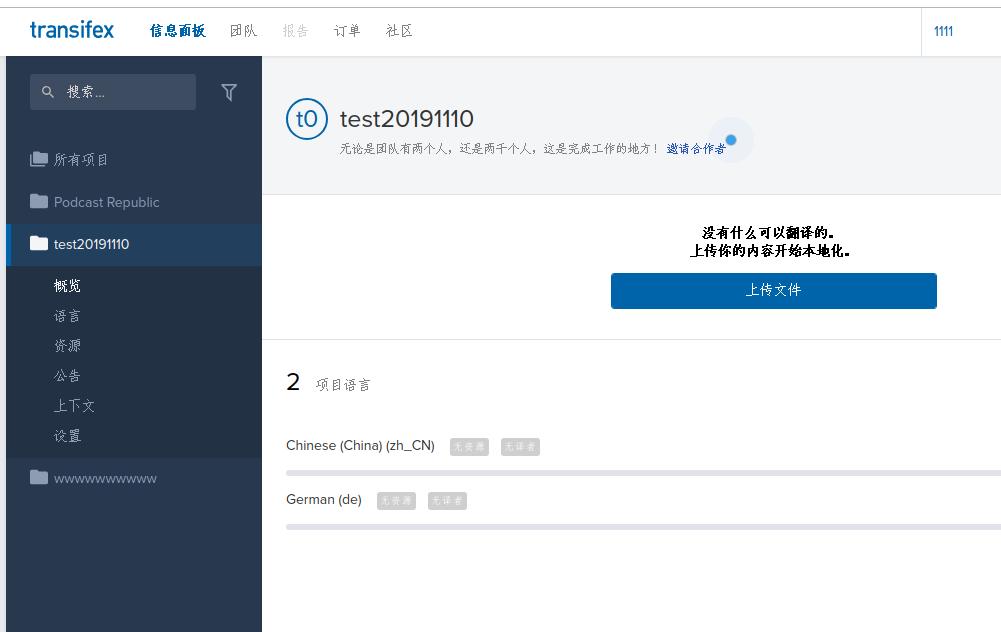 transifex 信息面板 团队 报告 订单 社区 1111
搜索...
所有项目
Podcast Republic
test20191110
概览
语言
资源
公告
上下文
设置
wwwwwwwwww
t0 test20191110
无论是团队有两个人，还是两千个人，这是完成工作的地方！ 邀请合作者
没有什么可以翻译的。
上传你的内容开始本地化。
上传文件
2 项目语言
Chinese (China) (zh_CN) 无资源 无译者
German (de) 无资源 无译者